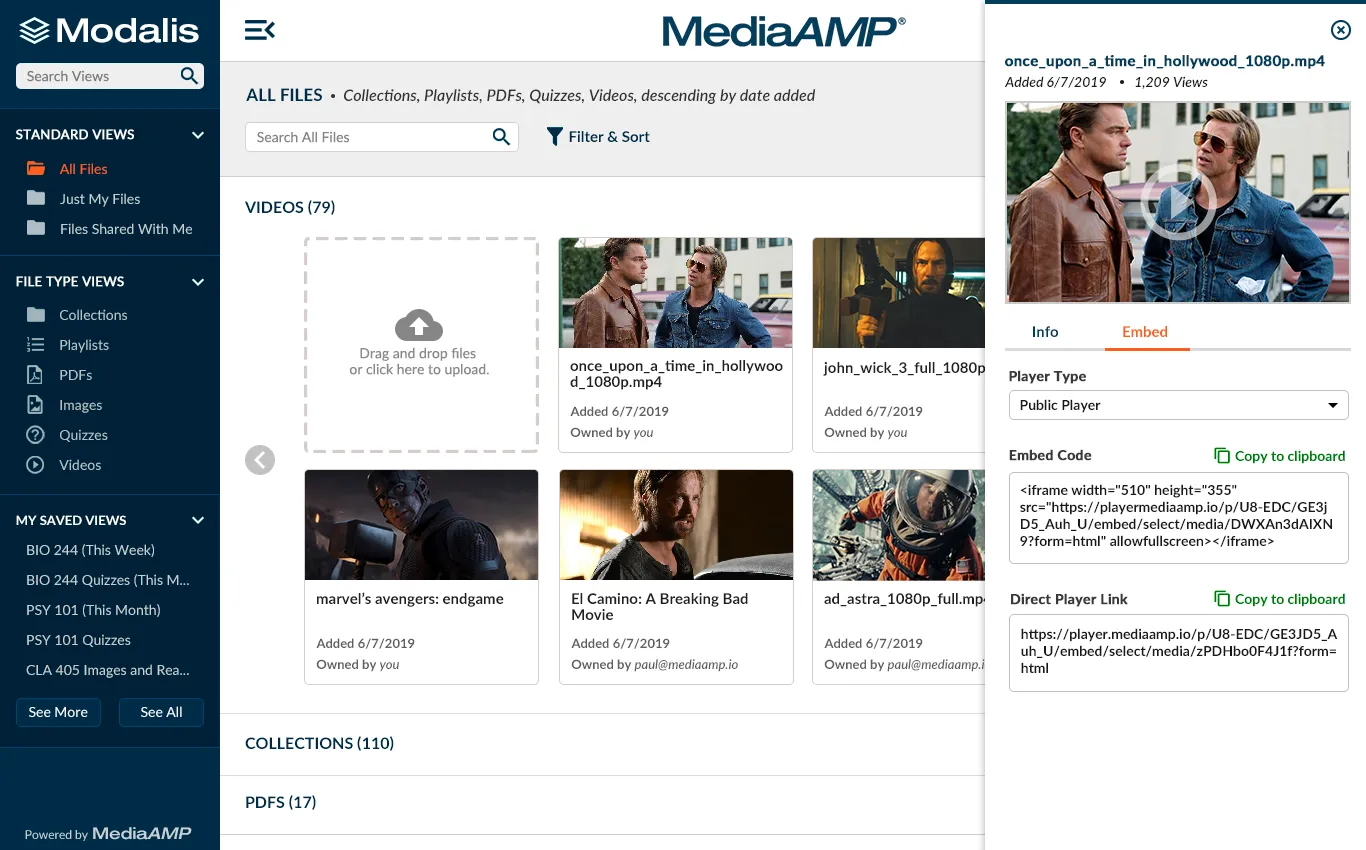 Modalis
Search Views
STANDARD VIEWS
All Files
Just My Files
Files Shared With Me
FILE TYPE VIEWS
Collections
Playlists
PDFs
Images
Quizzes
Videos
MY SAVED VIEWS
BIO 244 (This Week)
BIO 244 Quizzes (This M...
PSY 101 (This Month)
PSY 101 Quizzes
CLA 405 Images and Rea...
See More
See All
Powered by MediaAMP
MediaAMP®
ALL FILES • Collections, Playlists, PDFs, Quizzes, Videos, descending by date added
Search All Files
Filter & Sort
VIDEOS (79)
Drag and drop files
or click here to upload.
once_upon_a_time_in_hollywoo
d_1080p.mp4
Added 6/7/2019
Owned by you
john_wick_3_full_1080p
Added 6/7/2019
Owned by you
marvel’s avengers: endgame
Added 6/7/2019
Owned by you
El Camino: A Breaking Bad
Movie
Added 6/7/2019
Owned by paul@mediaamp.io
ad_astra_1080p_full.mp4
Added 6/7/2019
Owned by paul@mediaamp.i
COLLECTIONS (110)
PDFS (17)
once_upon_a_time_in_hollywood_1080p.mp4
Added 6/7/2019 • 1,209 Views
Info
Embed
Player Type
Public Player
Embed Code
Copy to clipboard
<iframe width="510" height="355"
src="https://playermediaamp.io/p/U8-EDC/GE3j
D5_Auh_U/embed/select/media/DWXAn3dAIXN
9?form=html" allowfullscreen></iframe>
Direct Player Link
Copy to clipboard
https://player.mediaamp.io/p/U8-EDC/GE3JD5_A
uh_U/embed/select/media/zPDHbo0F4J1f?form=
html